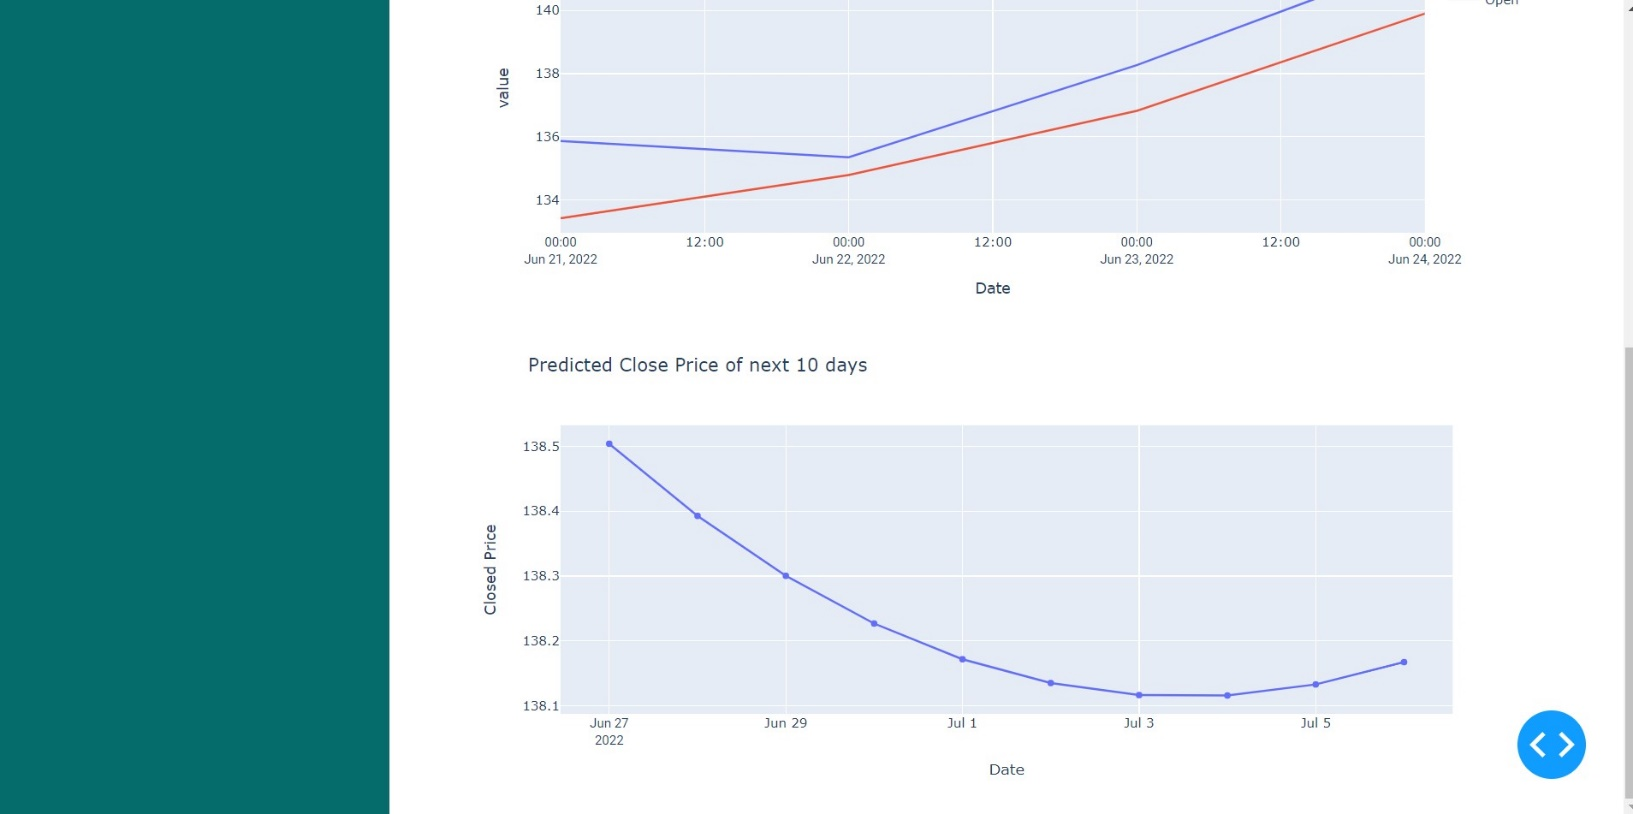 Open
140
138
136
134
value
00:00 12:00 00:00 12:00 00:00 12:00 00:00
Jun 21, 2022 Jun 22, 2022 Jun 23, 2022 Jun 24, 2022
Date
Predicted Close Price of next 10 days
138.5
138.4
138.3
138.2
138.1
Closed Price
Jun 27 Jun 29 Jul 1 Jul 3 Jul 5
2022
Date